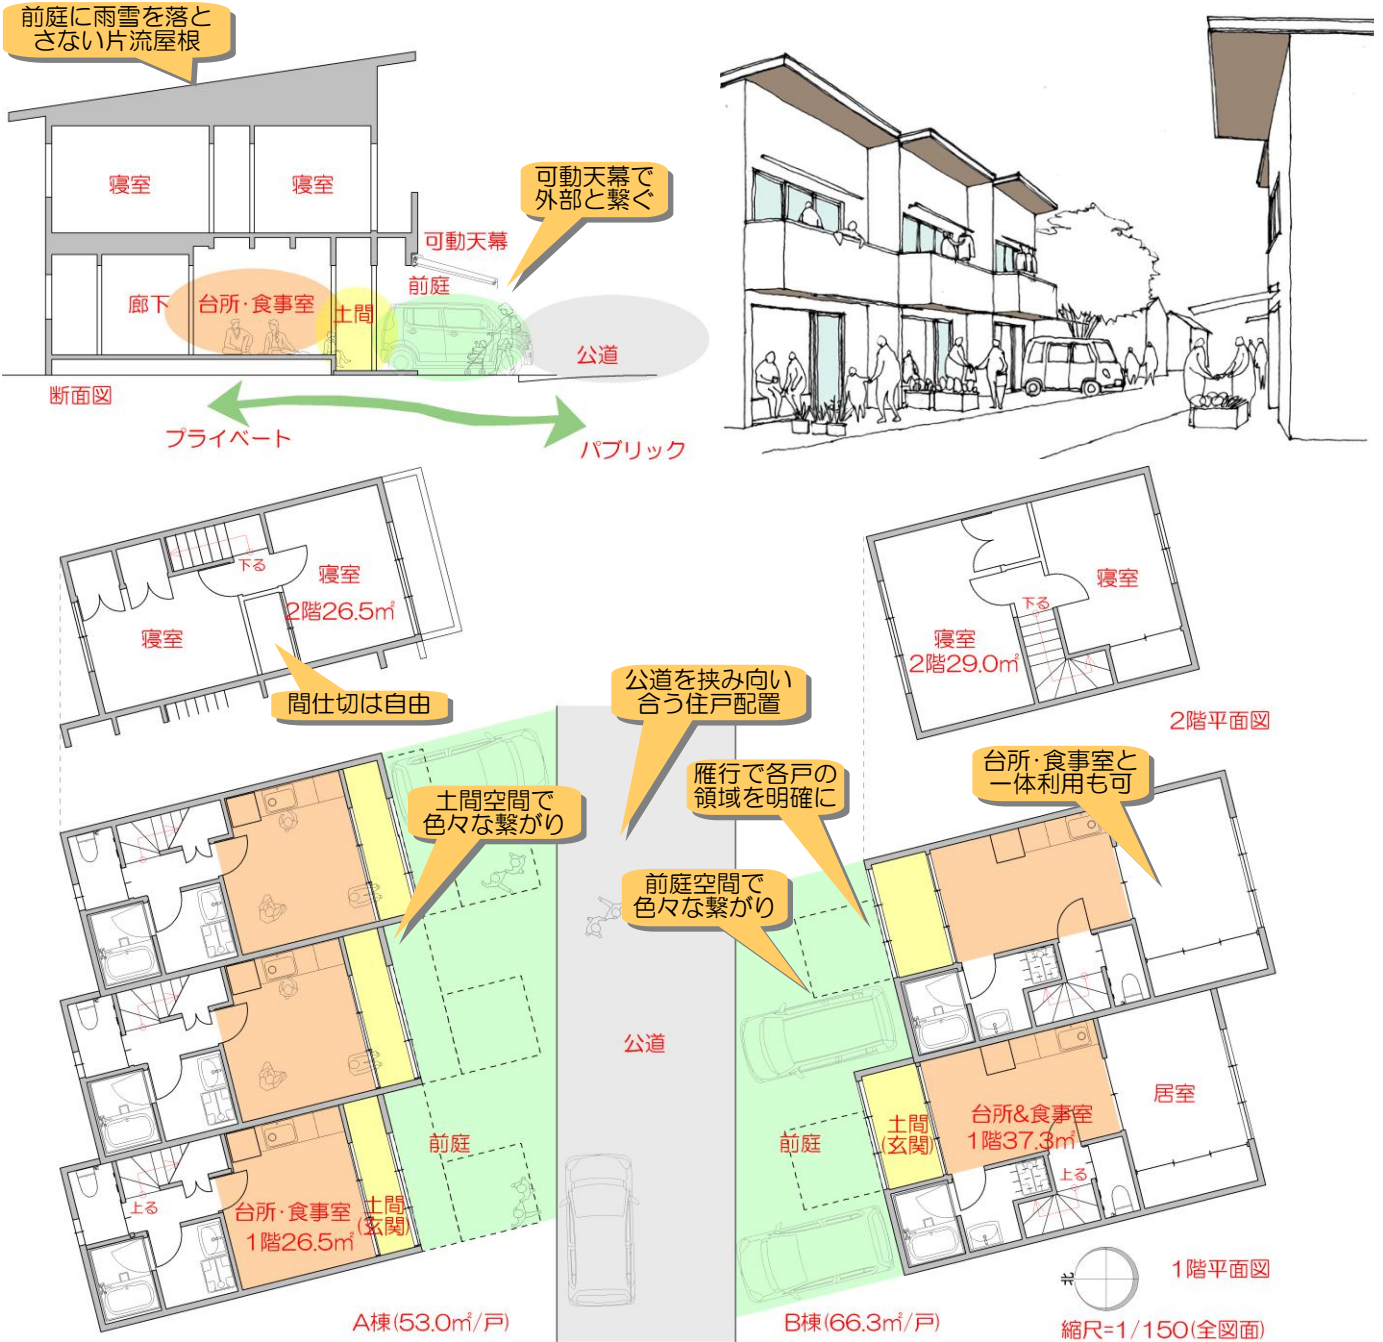 前庭に雨雪を落と
さない片流屋根
寝室
寝室
可動天幕で
外部と繋ぐ
可動天幕
前庭
廊下
台所・食事室
土間
公道
断面図
プライベート
パブリック
下る
寝室
2階26.5㎡
寝室
間仕切は自由
寝室
下る
寝室
2階29.0㎡
2階平面図
公道を挟み向い
合う住戸配置
雁行で各戸の
領域を明確に
台所・食事室と
一体利用も可
土間空間で
色々な繋がり
前庭空間で
色々な繋がり
公道
前庭
上る
台所・食事室
1階26.5㎡
土間
(玄関)
前庭
土間
(玄関)
台所&食事室
1階37.3㎡
居室
上る
北
1階平面図
A棟(53.0㎡/戸)
B棟(66.3㎡/戸)
縮尺=1/150(全図面)